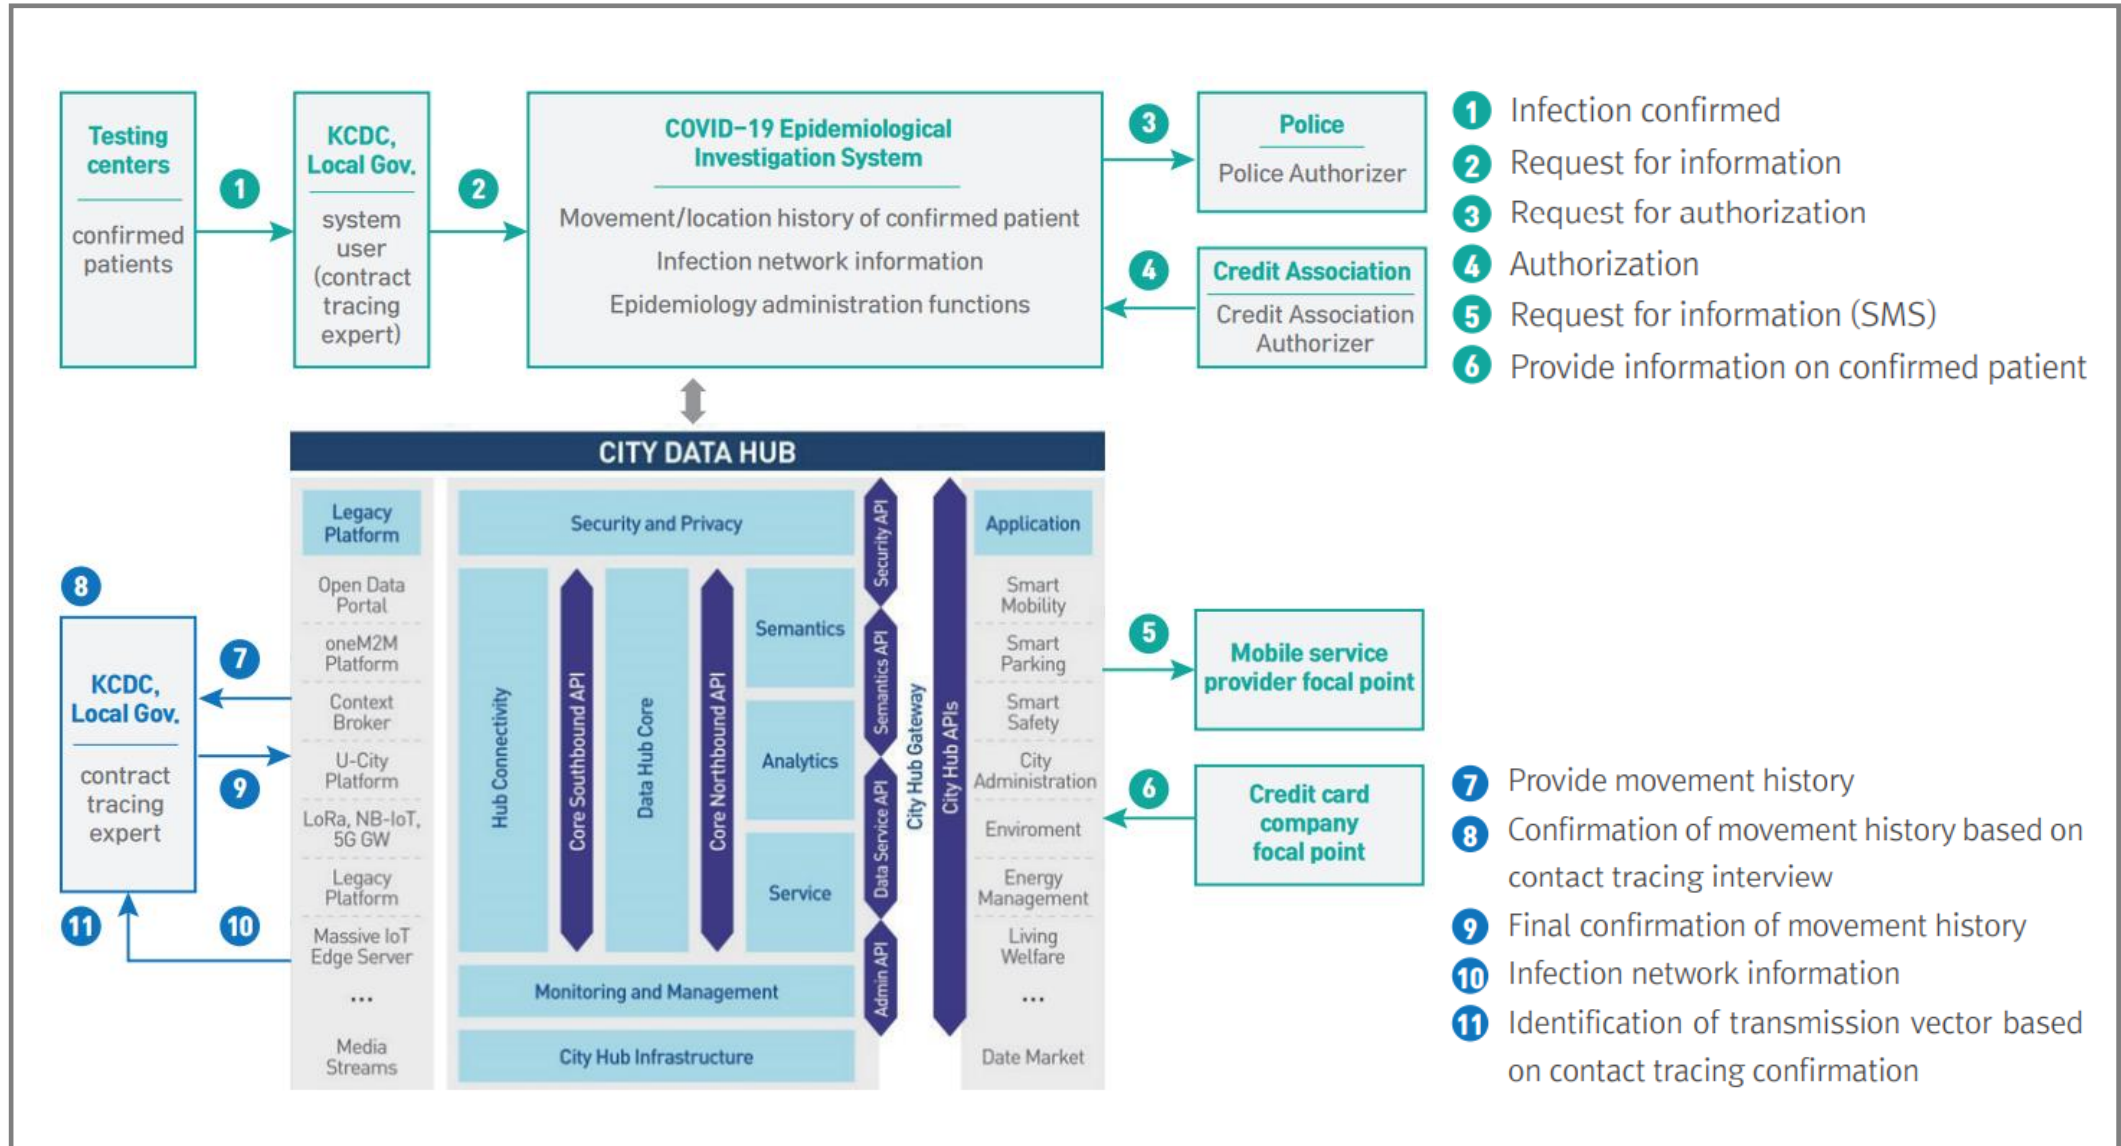 Testing
centers
confirmed
patients
1
KCDC,
Local Gov.
system
user
(contract
tracing
expert)
2
COVID-19 Epidemiological
Investigation System
Movement/location history of confirmed patient
Infection network information
Epidemiology administration functions
3
Police
Police Authorizer
4
Credit Association
Credit Association
Authorizer
1 Infection confirmed
2 Request for information
3 Request for authorization
4 Authorization
5 Request for information (SMS)
6 Provide information on confirmed patient
CITY DATA HUB
Legacy
Platform
Open Data
Portal
oneM2M
Platform
Context
Broker
U-City
Platform
LoRa, NB-IoT,
5G GW
Legacy
Platform
Massive IoT
Edge Server
...
Media
Streams
Security and Privacy
Hub Connectivity
Core Southbound API
Data Hub Core
Core Northbound API
Semantics
Analytics
Service
Monitoring and Management
City Hub Infrastructure
Security API
Semantics API
Data Service API
Admin API
City Hub Gateway
City Hub APIs
Application
Smart
Mobility
Smart
Parking
Smart
Safety
City
Administration
Enviroment
Energy
Management
Living
Welfare
...
Date Market
8
KCDC,
Local Gov.
contract
tracing
expert
7
9
10
11
5
Mobile service
provider focal point
6
Credit card
company
focal point
7 Provide movement history
8 Confirmation of movement history based on
contact tracing interview
9 Final confirmation of movement history
10 Infection network information
11 Identification of transmission vector based
on contact tracing confirmation